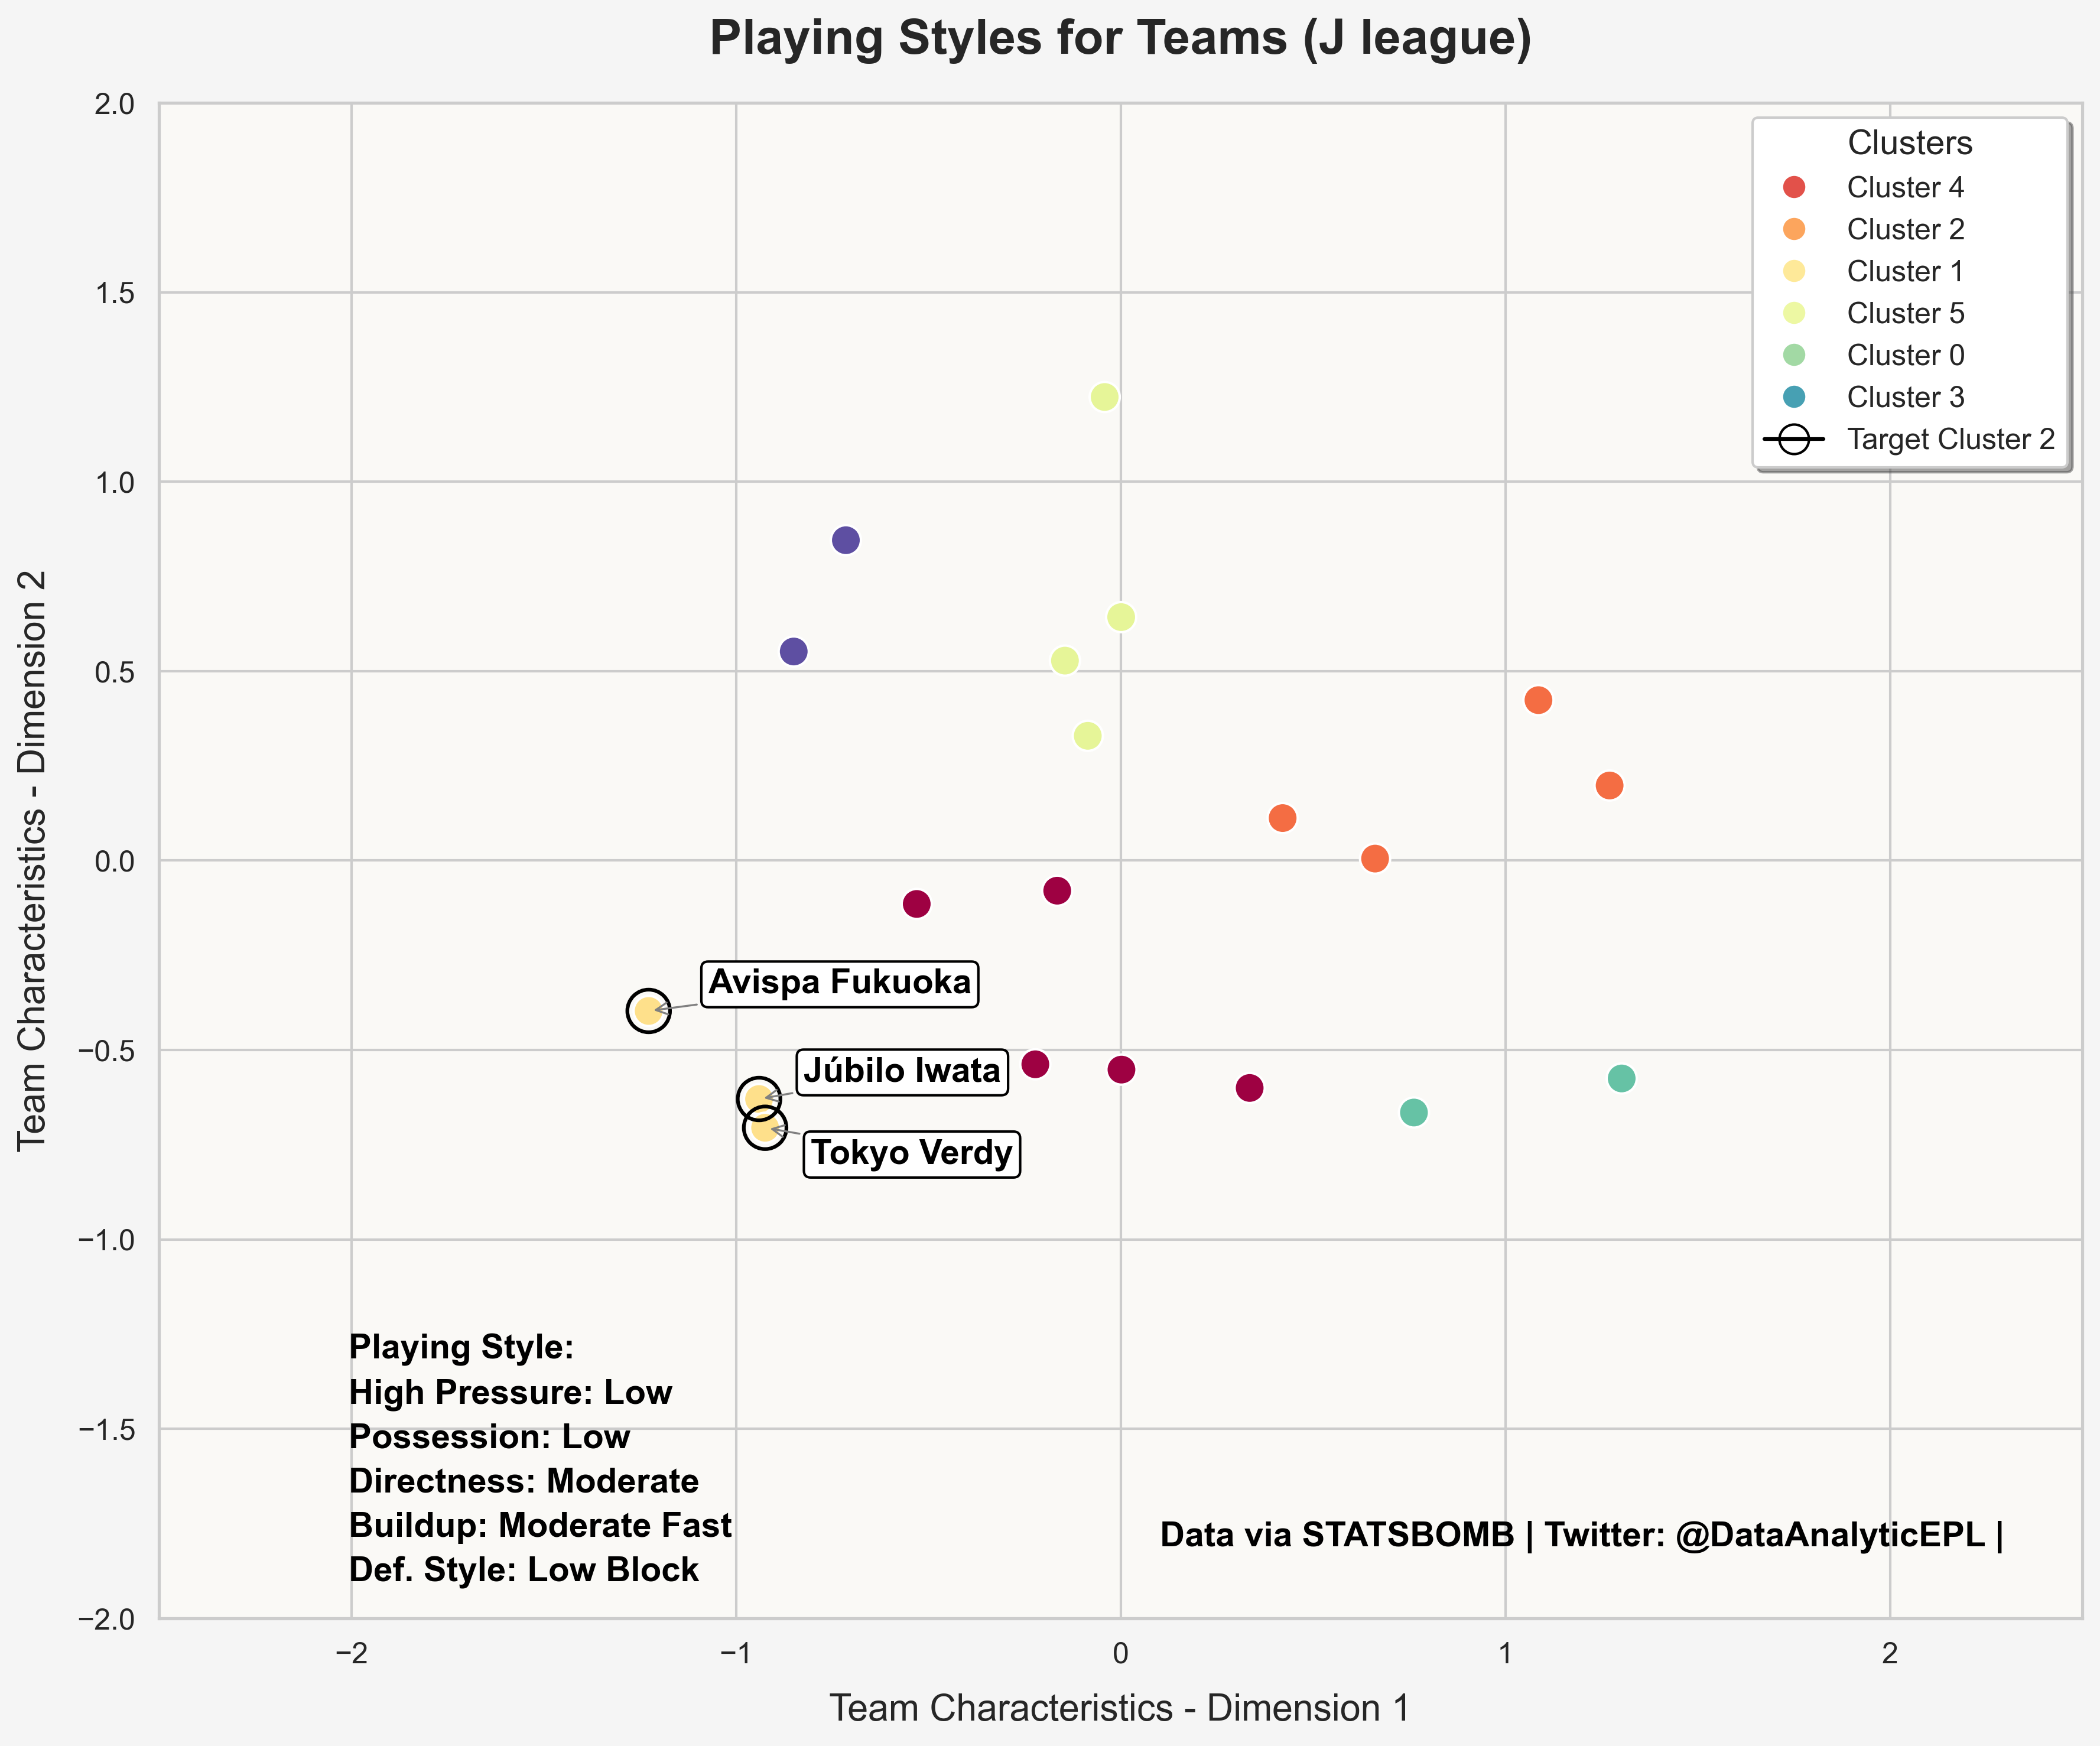 Playing Styles for Teams (J league)
2.0
1.5
1.0
0.5
0.0
−0.5
−1.0
−1.5
−2.0
Team Characteristics - Dimension 2
Clusters
Cluster 4
Cluster 2
Cluster 1
Cluster 5
Cluster 0
Cluster 3
Target Cluster 2
Avispa Fukuoka
Júbilo Iwata
Tokyo Verdy
Playing Style:
High Pressure: Low
Possession: Low
Directness: Moderate
Buildup: Moderate Fast
Def. Style: Low Block
Data via STATSBOMB | Twitter: @DataAnalyticEPL |
−2 −1 0 1 2
Team Characteristics - Dimension 1